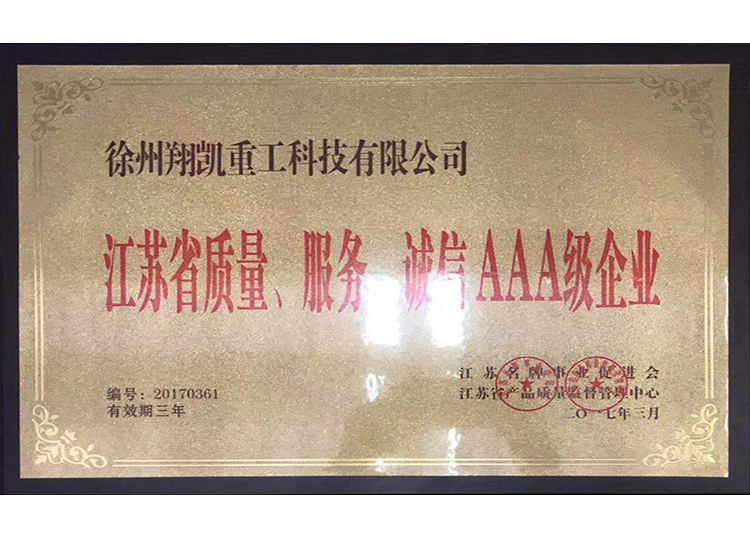 徐州翔凯重工科技有限公司
江苏省质量、服务、诚信AAA级企业
编号：20170361
有效期三年
江苏名牌事业促进会
江苏省产品质量监督管理中心
二〇一七年三月